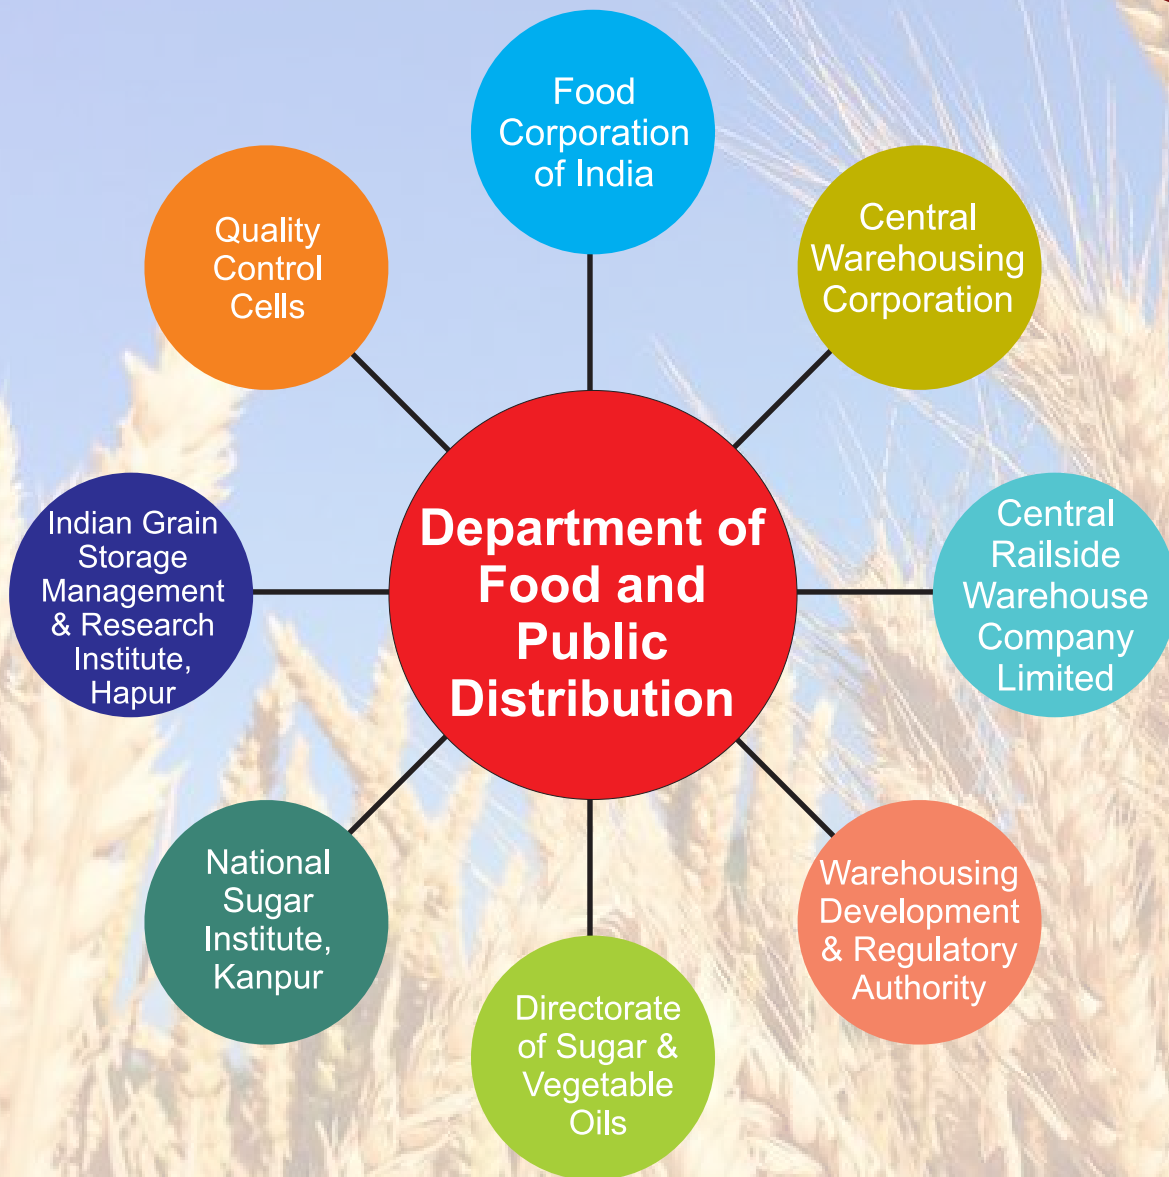 Food
Corporation
of India
Central
Warehousing
Corporation
Central
Railside
Warehouse
Company
Limited
Warehousing
Development
& Regulatory
Authority
Directorate
of Sugar &
Vegetable
Oils
National
Sugar
Institute,
Kanpur
Indian Grain
Storage
Management
& Research
Institute,
Hapur
Quality
Control
Cells
Department of
Food and
Public
Distribution